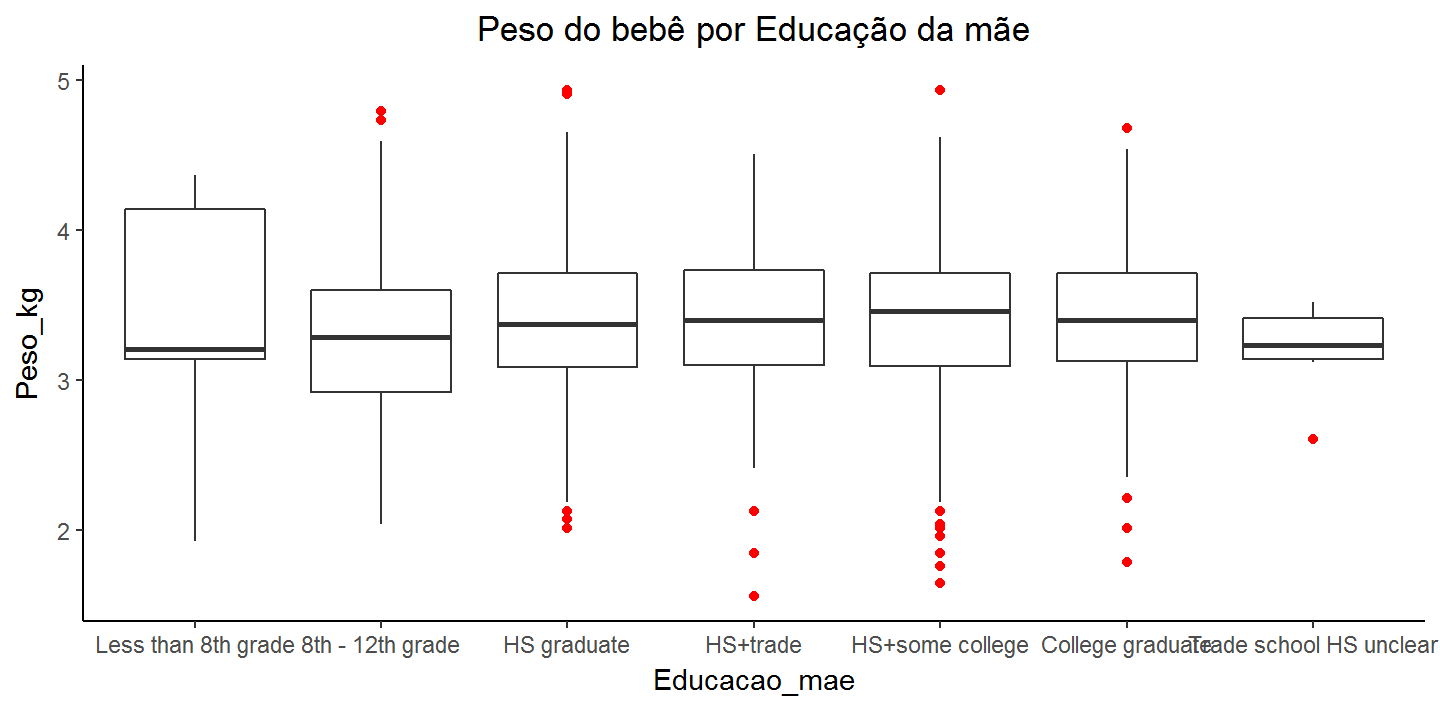 Peso do bebê por Educação da mãe
Peso_kg
5
4
3
2
Less than 8th grade 8th - 12th grade HS graduate HS+trade HS+some college College graduate Trade school HS unclear
Educacao_mae